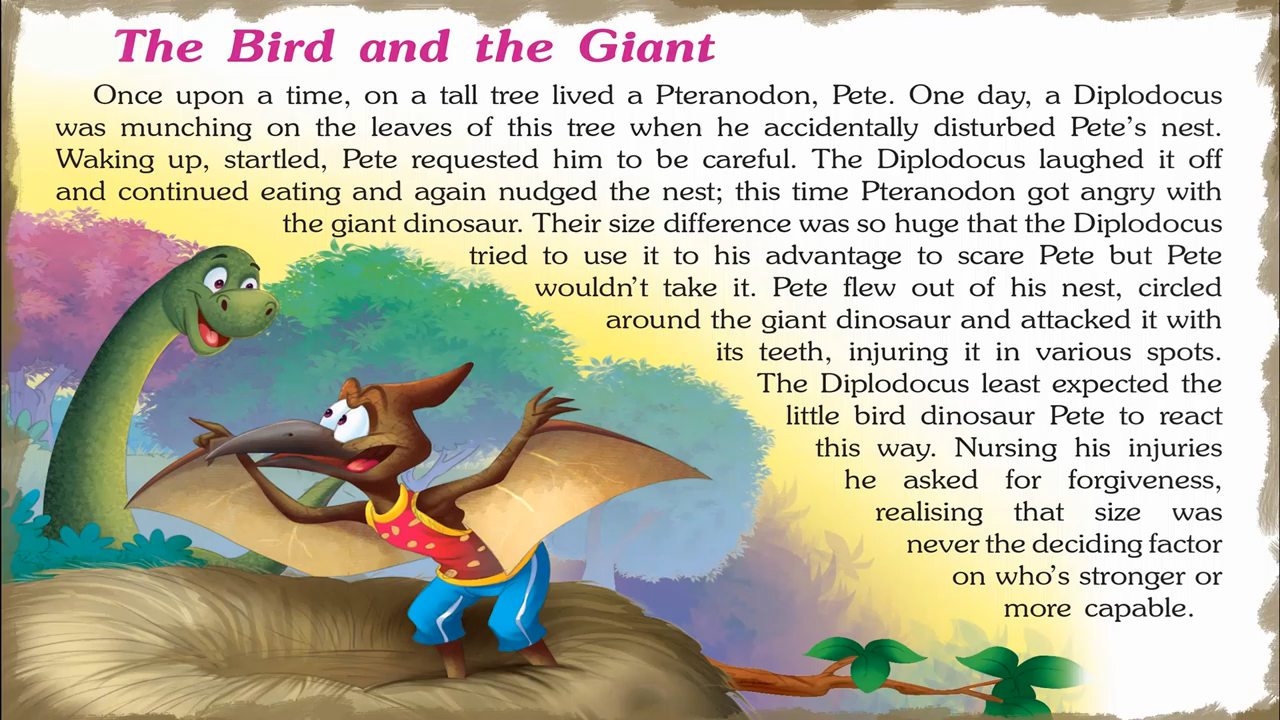 The Bird and the Giant
Once upon a time, on a tall tree lived a Pteranodon, Pete. One day, a Diplodocus
was munching on the leaves of this tree when he accidentally disturbed Pete's nest.
Waking up, startled, Pete requested him to be careful. The Diplodocus laughed it off
and continued eating and again nudged the nest; this time Pteranodon got angry with
the giant dinosaur. Their size difference was so huge that the Diplodocus
tried to use it to his advantage to scare Pete but Pete
wouldn't take it. Pete flew out of his nest, circled
around the giant dinosaur and attacked it with
its teeth, injuring it in various spots.
The Diplodocus least expected the
little bird dinosaur Pete to react
this way. Nursing his injuries
he asked for forgiveness,
realising that size was
never the deciding factor
on who's stronger or
more capable.